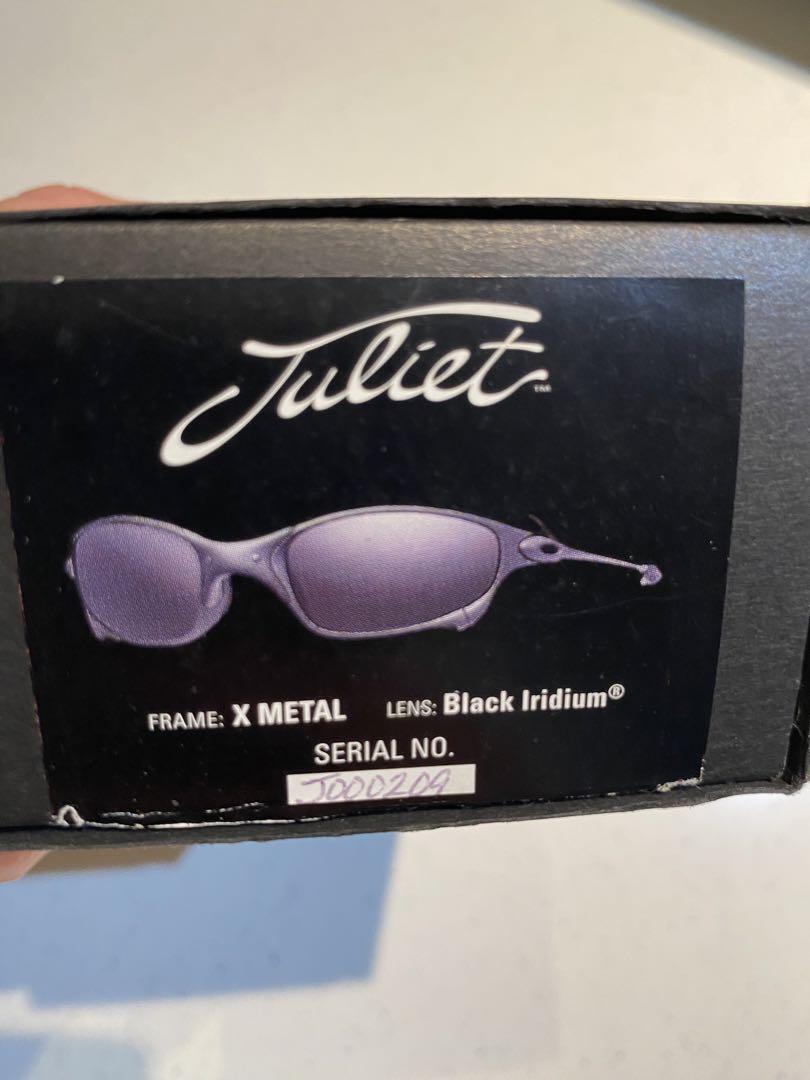 Juliet™
FRAME: X METAL LENS: Black Iridium®
SERIAL NO.
J000209